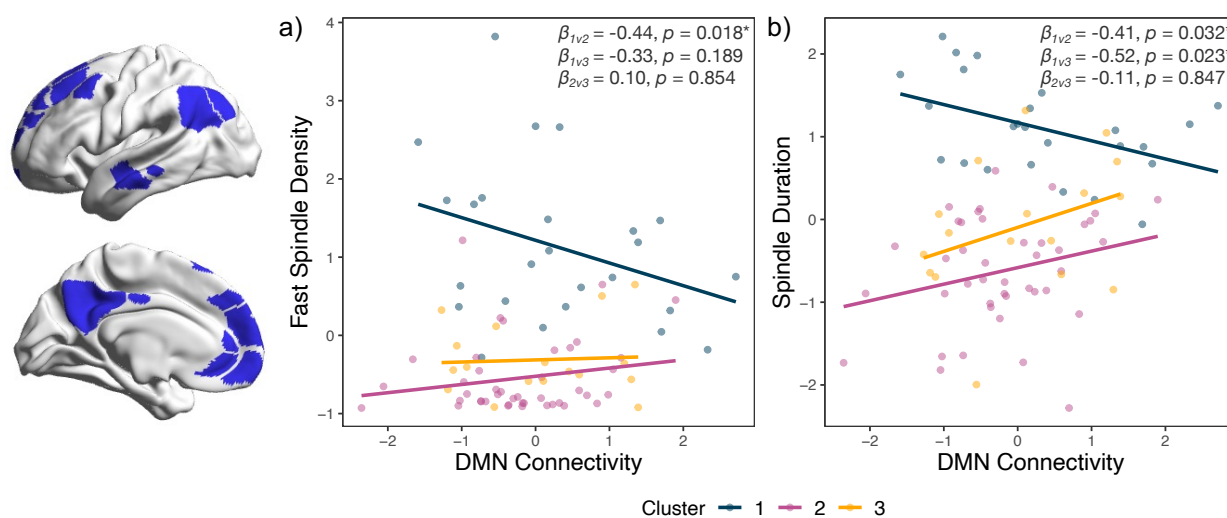 a)
β1v2 = -0.44, p = 0.018*
β1v3 = -0.33, p = 0.189
β2v3 = 0.10, p = 0.854
Fast Spindle Density
4
3
2
1
0
−1
−2
−1
0
1
2
DMN Connectivity
b)
β1v2 = -0.41, p = 0.032*
β1v3 = -0.52, p = 0.023*
β2v3 = -0.11, p = 0.847
Spindle Duration
2
1
0
−1
−2
−2
−1
0
1
2
DMN Connectivity
Cluster 1 2 3